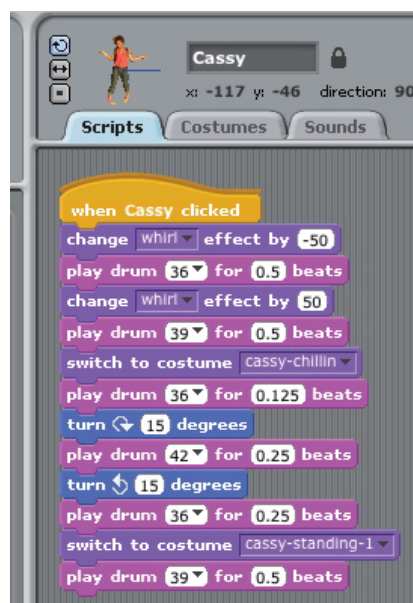 Cassy
x: -117 y: -46 direction: 90
Scripts Costumes Sounds
when Cassy clicked
change whirl effect by -50
play drum 36 for 0.5 beats
change whirl effect by 50
play drum 39 for 0.5 beats
switch to costume cassy-chillin
play drum 36 for 0.125 beats
turn 15 degrees
play drum 42 for 0.25 beats
turn 15 degrees
play drum 36 for 0.25 beats
switch to costume cassy-standing-1
play drum 39 for 0.5 beats